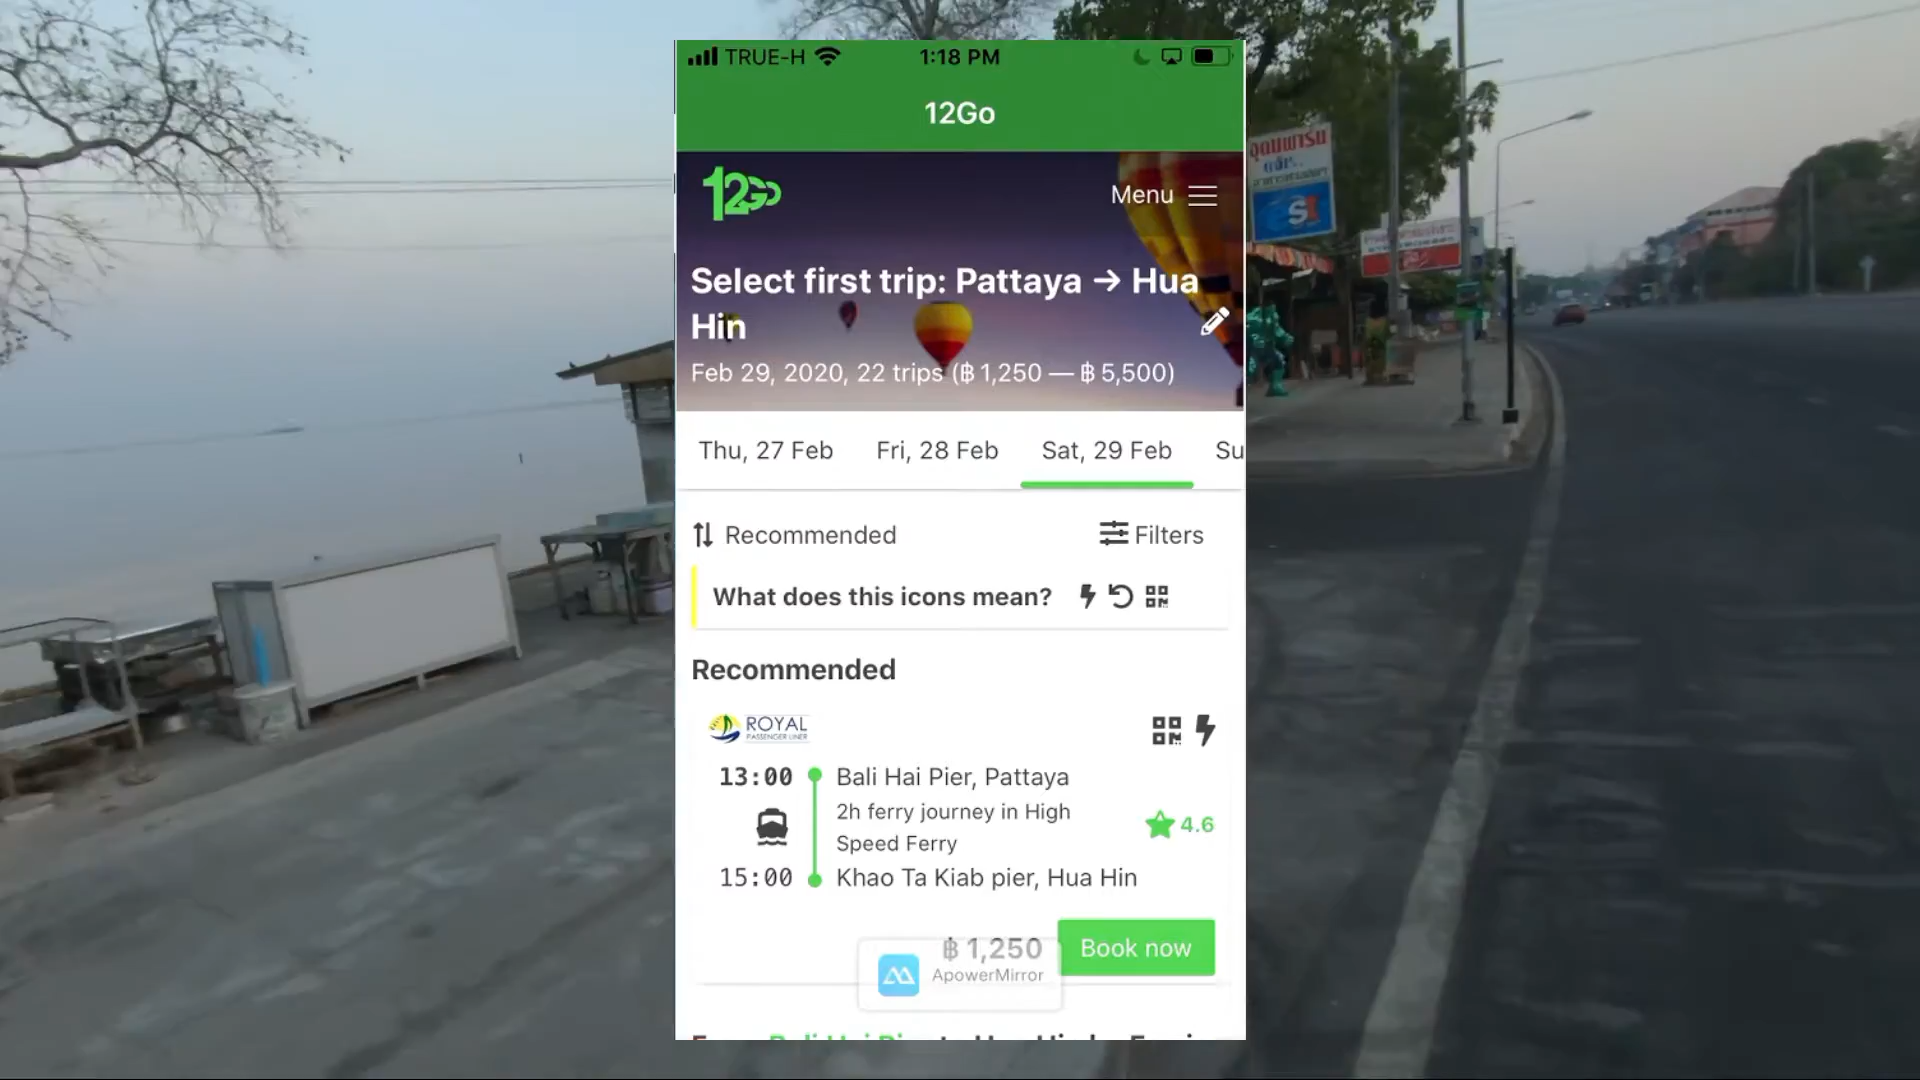 TRUE-H
1:18 PM
12Go
12GO
Menu
Select first trip: Pattaya → Hua
Hin
Feb 29, 2020, 22 trips (฿ 1,250 — ฿ 5,500)
Thu, 27 Feb
Fri, 28 Feb
Sat, 29 Feb
Su
Recommended
Filters
What does this icons mean?
Recommended
ROYAL
PASSENGER LINER
13:00
Bali Hai Pier, Pattaya
2h ferry journey in High
Speed Ferry
4.6
15:00
Khao Ta Kiab pier, Hua Hin
฿ 1,250
Book now
ApowerMirror